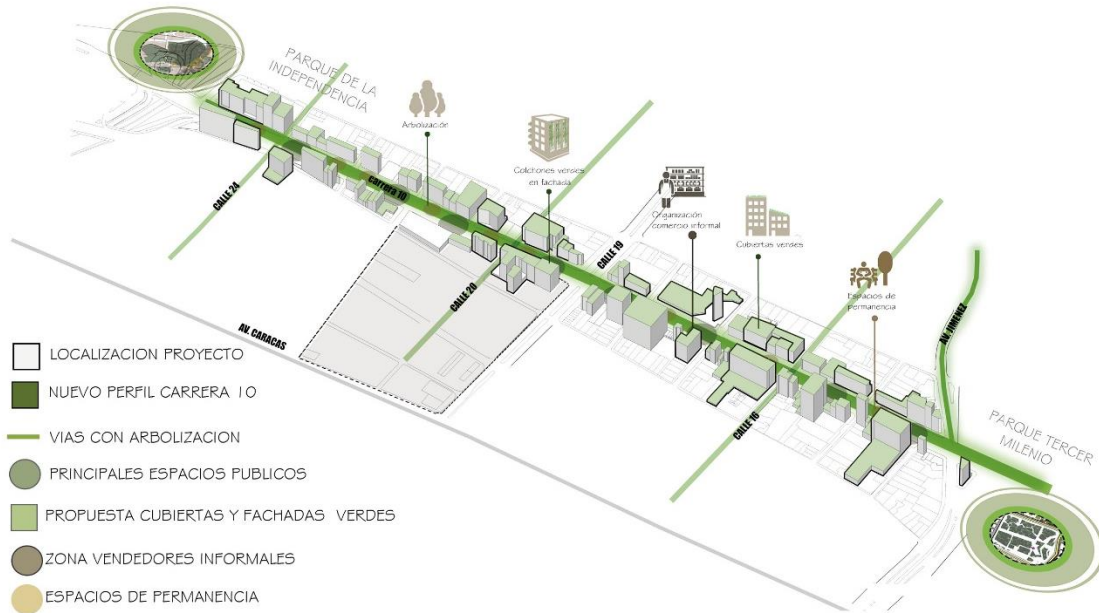 PARQUE DE LA
INDEPENDENCIA
Arbolización
Colchones verdes
en fachada
Organización
comercio informal
Cubiertas verdes
Espacios de
permanencia
CALLE 24
Carrera 10
CALLE 19
CALLE 20
AV. CARACAS
CALLE 16
AV. JIMENEZ
PARQUE TERCER
MILENIO
LOCALIZACION PROYECTO
NUEVO PERFIL CARRERA 10
VIAS CON ARBOLIZACION
PRINCIPALES ESPACIOS PUBLICOS
PROPUESTA CUBIERTAS Y FACHADAS VERDES
ZONA VENDEDORES INFORMALES
ESPACIOS DE PERMANENCIA